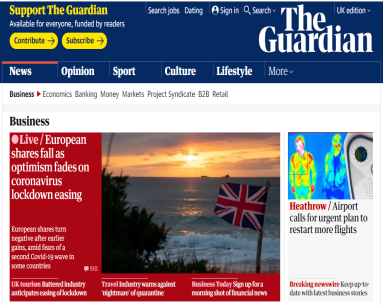 Support The Guardian
Available for everyone, funded by readers
Contribute → Subscribe →
Search jobs Dating Sign in Search
UK edition
The Guardian
News Opinion Sport Culture Lifestyle More
Business Economics Banking Money Markets Project Syndicate B2B Retail
Business
Live / European
shares fall as
optimism fades on
coronavirus
lockdown easing
European shares turn
negative after earlier
gains, amid fears of a
second Covid-19 wave in
some countries
510
Heathrow / Airport
calls for urgent plan to
restart more flights
UK tourism Battered industry
anticipates easing of lockdown
Travel Industry warns against
'nightmare' of quarantine
Business Today Sign up for a
morning shot of financial news
Breaking newswire Keep up-to-
date with latest business stories